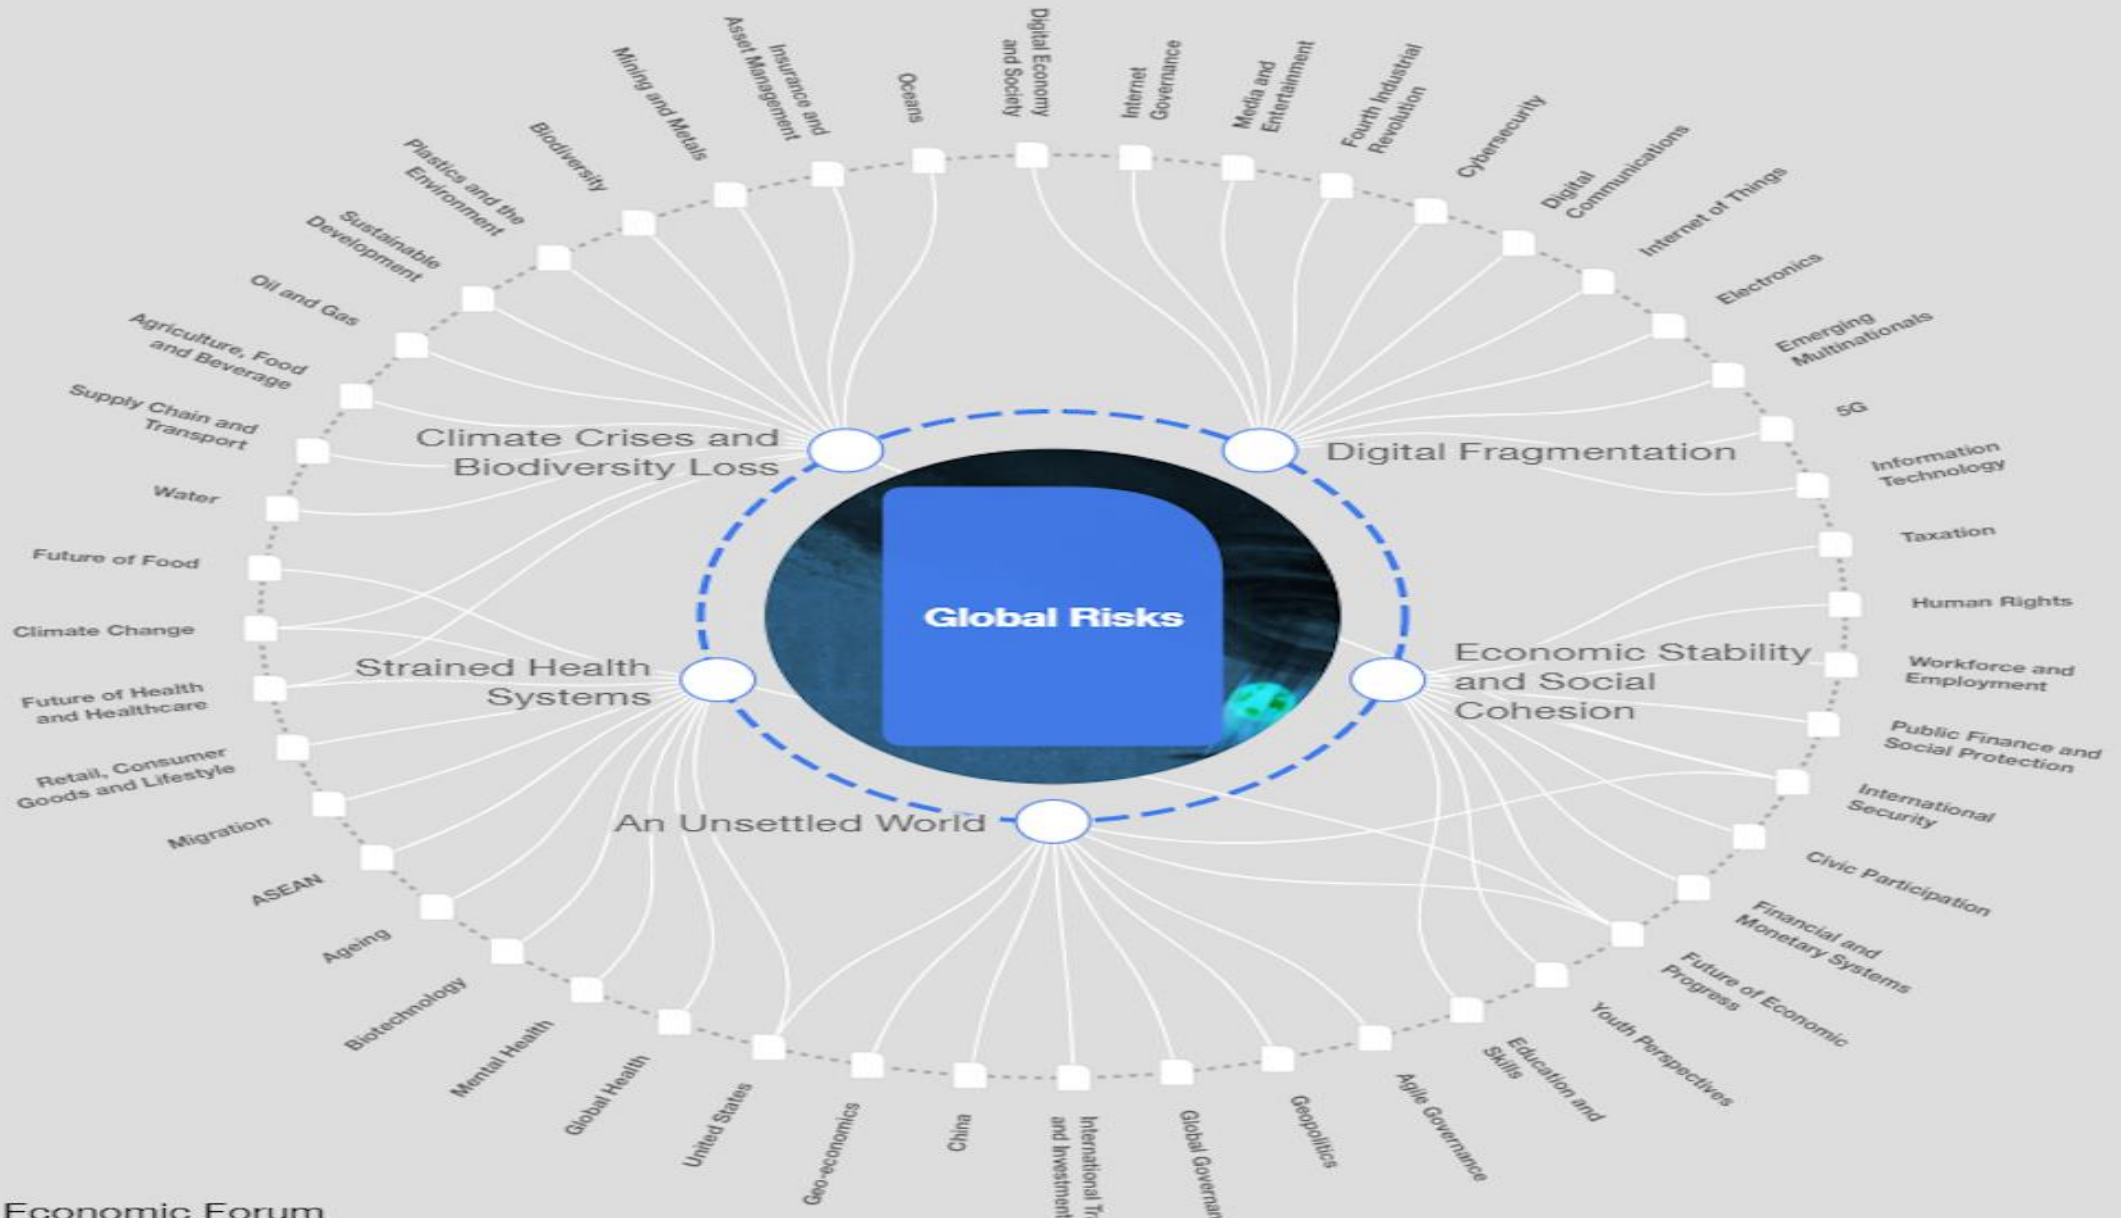 Global Risks
Climate Crises and
Biodiversity Loss
Digital Fragmentation
Economic Stability
and Social
Cohesion
An Unsettled World
Strained Health
Systems
Digital Economy
and Society
Internet
Governance
Media and
Entertainment
Fourth Industrial
Revolution
Cybersecurity
Digital
Communications
Internet of Things
Electronics
Emerging
Multinationals
5G
Information
Technology
Taxation
Human Rights
Workforce and
Employment
Public Finance and
Social Protection
International
Security
Civic Participation
Financial and
Monetary Systems
Future of Economic
Progress
Youth Perspectives
Education and
Skills
Agile Governance
Geopolitics
Global Governan
International Tr
and Investment
China
Geo-economics
United States
Global Health
Mental Health
Biotechnology
Ageing
ASEAN
Migration
Retail, Consumer
Goods and Lifestyle
Future of Health
and Healthcare
Climate Change
Future of Food
Water
Supply Chain and
Transport
Agriculture, Food
and Beverage
Oil and Gas
Sustainable
Development
Plastics and the
Environment
Biodiversity
Mining and Metals
Insurance and
Asset Management
Oceans
Economic Forum